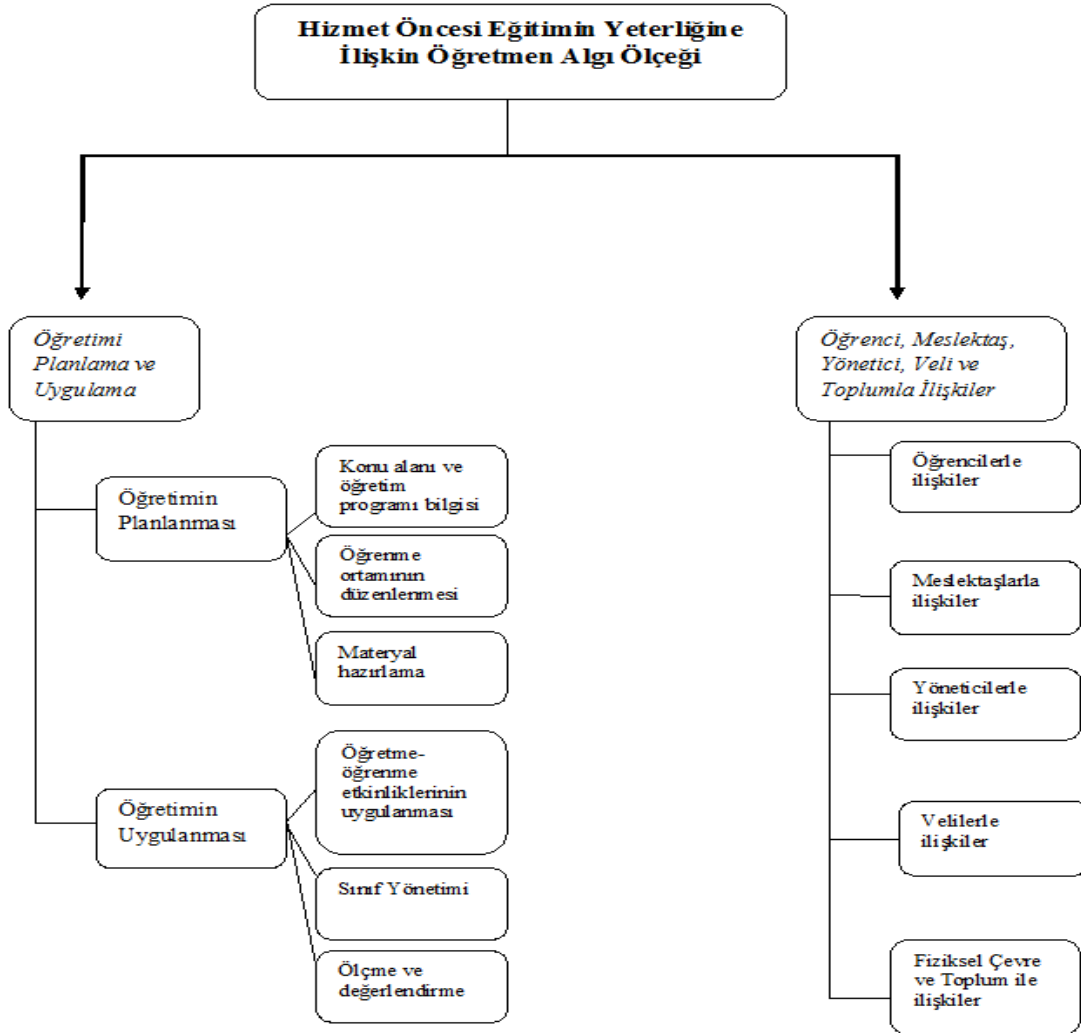 Hizmet Öncesi Eğitimin Yeterliğine
İlişkin Öğretmen Algı Ölçeği
Öğretimi
Planlama ve
Uygulama
Öğretimin
Planlanması
Konu alanı ve
öğretim
programı bilgisi
Öğrenme
ortamının
düzenlenmesi
Materyal
hazırlama
Öğretimin
Uygulanması
Öğretme-
öğrenme
etkinliklerinin
uygulanması
Sınıf Yönetimi
Ölçme ve
değerlendirme
Öğrenci, Meslektaş,
Yönetici, Veli ve
Toplumla İlişkiler
Öğrencilerle
ilişkiler
Meslektaşlarla
ilişkiler
Yöneticilerle
ilişkiler
Velilerle
ilişkiler
Fiziksel Çevre
ve Toplum ile
ilişkiler